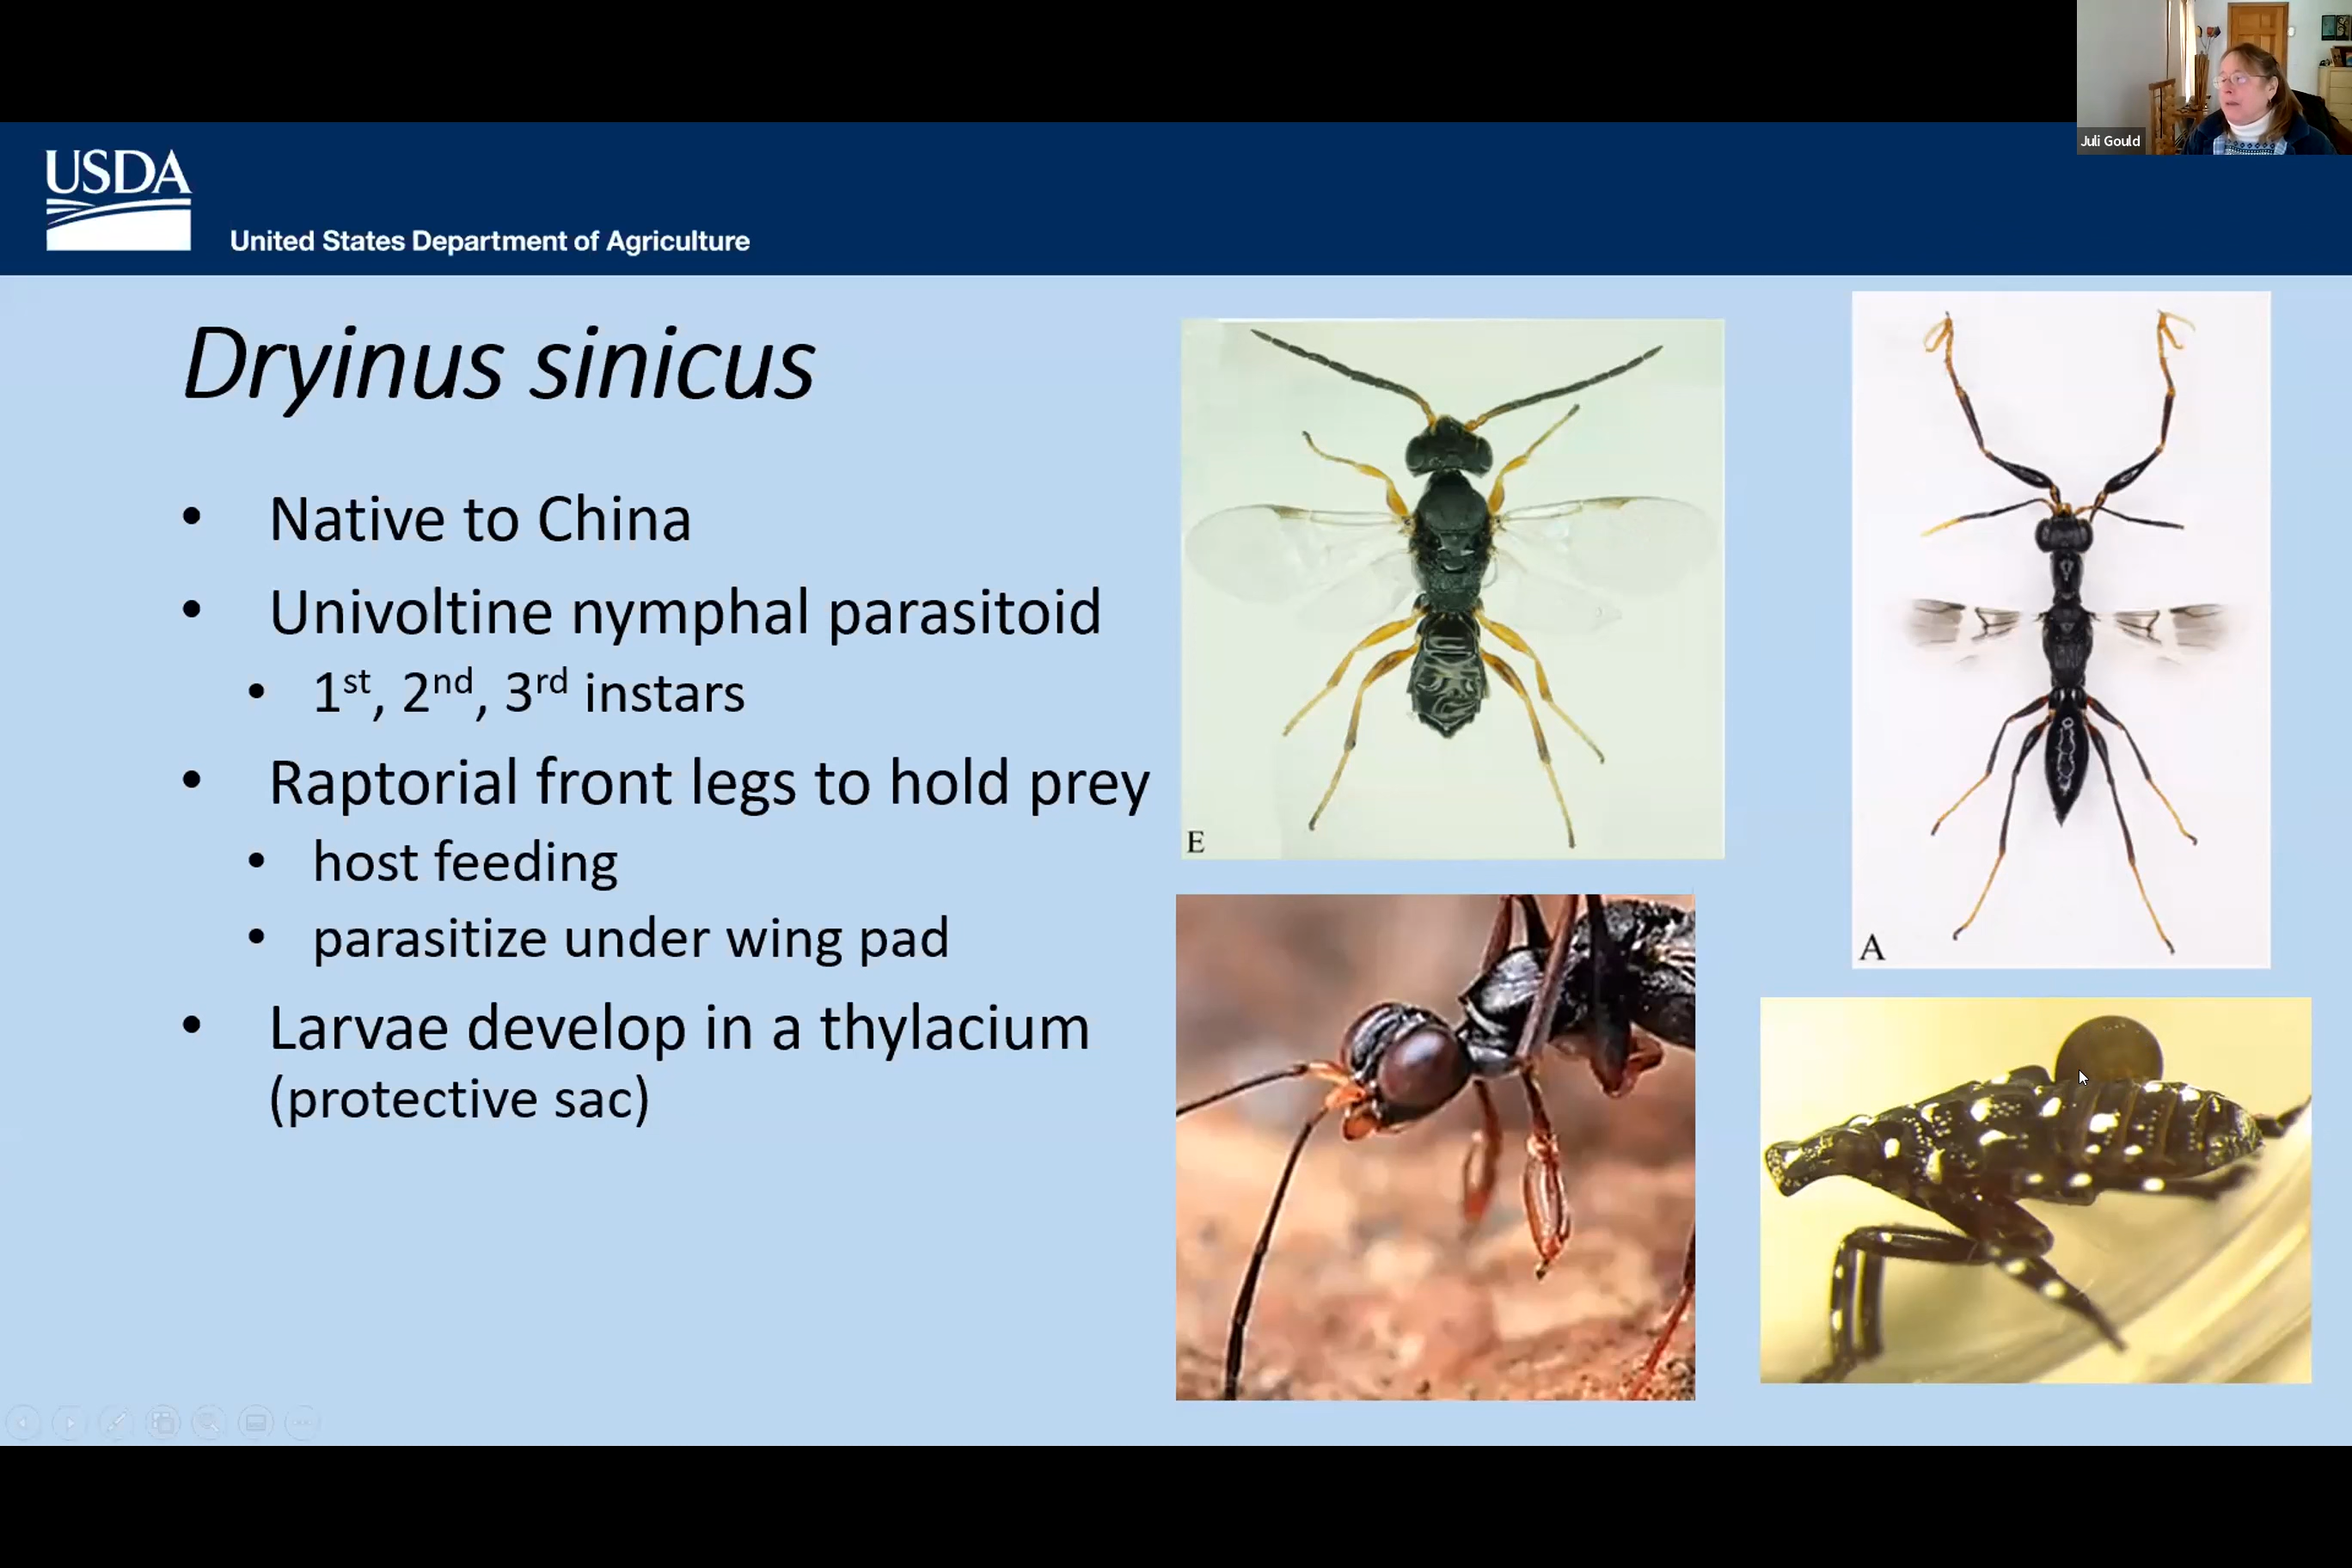 Juli Gould
USDA
United States Department of Agriculture
Dryinus sinicus
• Native to China
• Univoltine nymphal parasitoid
• 1st, 2nd, 3rd instars
• Raptorial front legs to hold prey
• host feeding
• parasitize under wing pad
• Larvae develop in a thylacium
(protective sac)
E
A